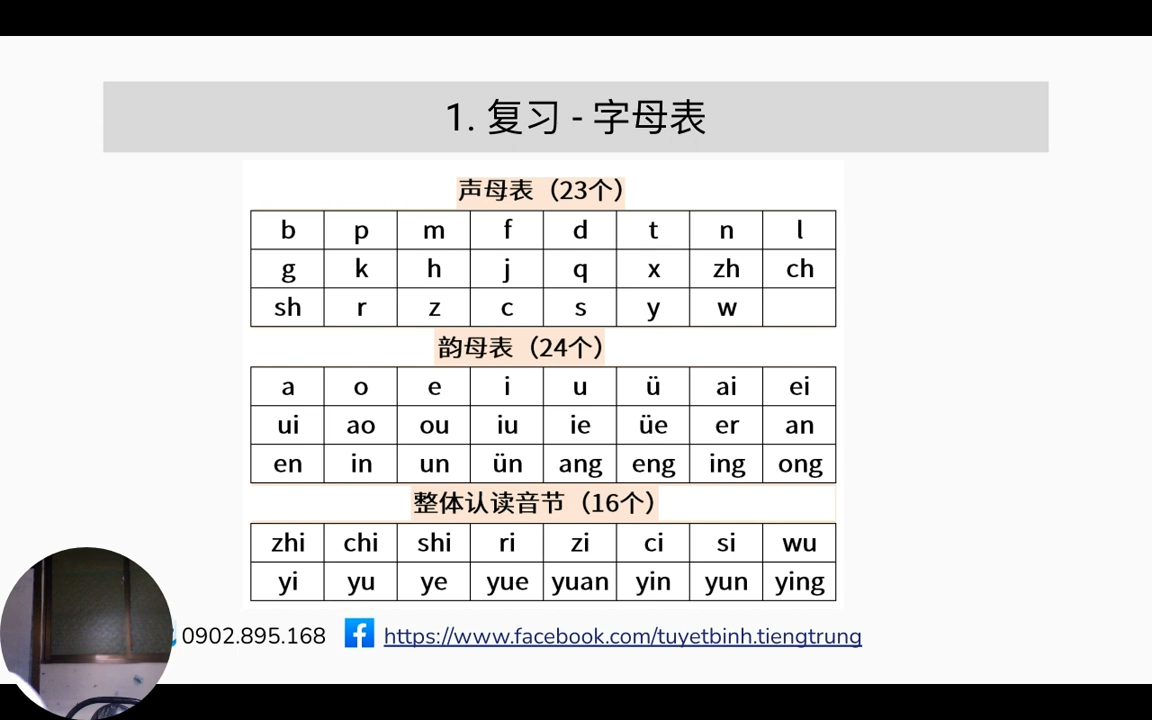 1. 复习 - 字母表
声母表（23个）
b p m f d t n l
g k h j q x zh ch
sh r z c s y w
韵母表（24个）
a o e i u ü ai ei
ui ao ou iu ie üe er an
en in un ün ang eng ing ong
整体认读音节（16个）
zhi chi shi ri zi ci si wu
yi yu ye yue yuan yin yun ying
0902.895.168 https://www.facebook.com/tuyetbinh.tiengtrung